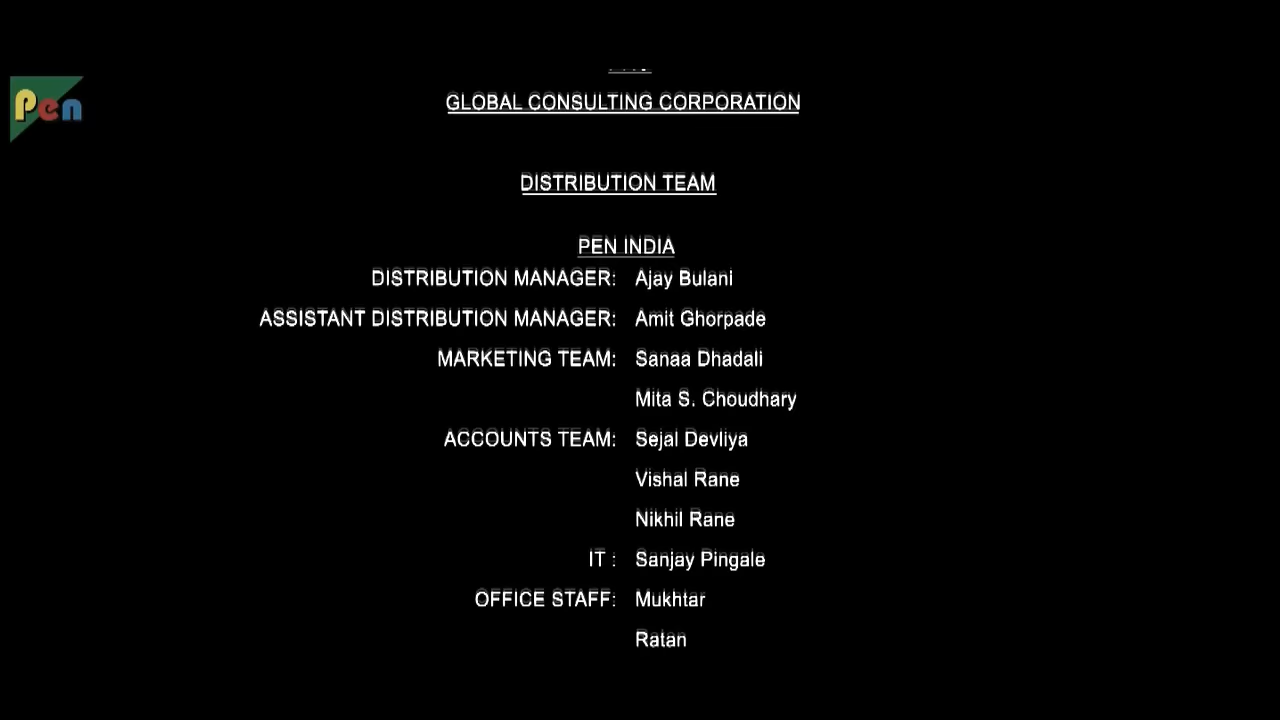 Pen
GLOBAL CONSULTING CORPORATION
DISTRIBUTION TEAM
PEN INDIA
DISTRIBUTION MANAGER: Ajay Bulani
ASSISTANT DISTRIBUTION MANAGER: Amit Ghorpade
MARKETING TEAM: Sanaa Dhadali
Mita S. Choudhary
ACCOUNTS TEAM: Sejal Devliya
Vishal Rane
Nikhil Rane
IT : Sanjay Pingale
OFFICE STAFF: Mukhtar
Ratan